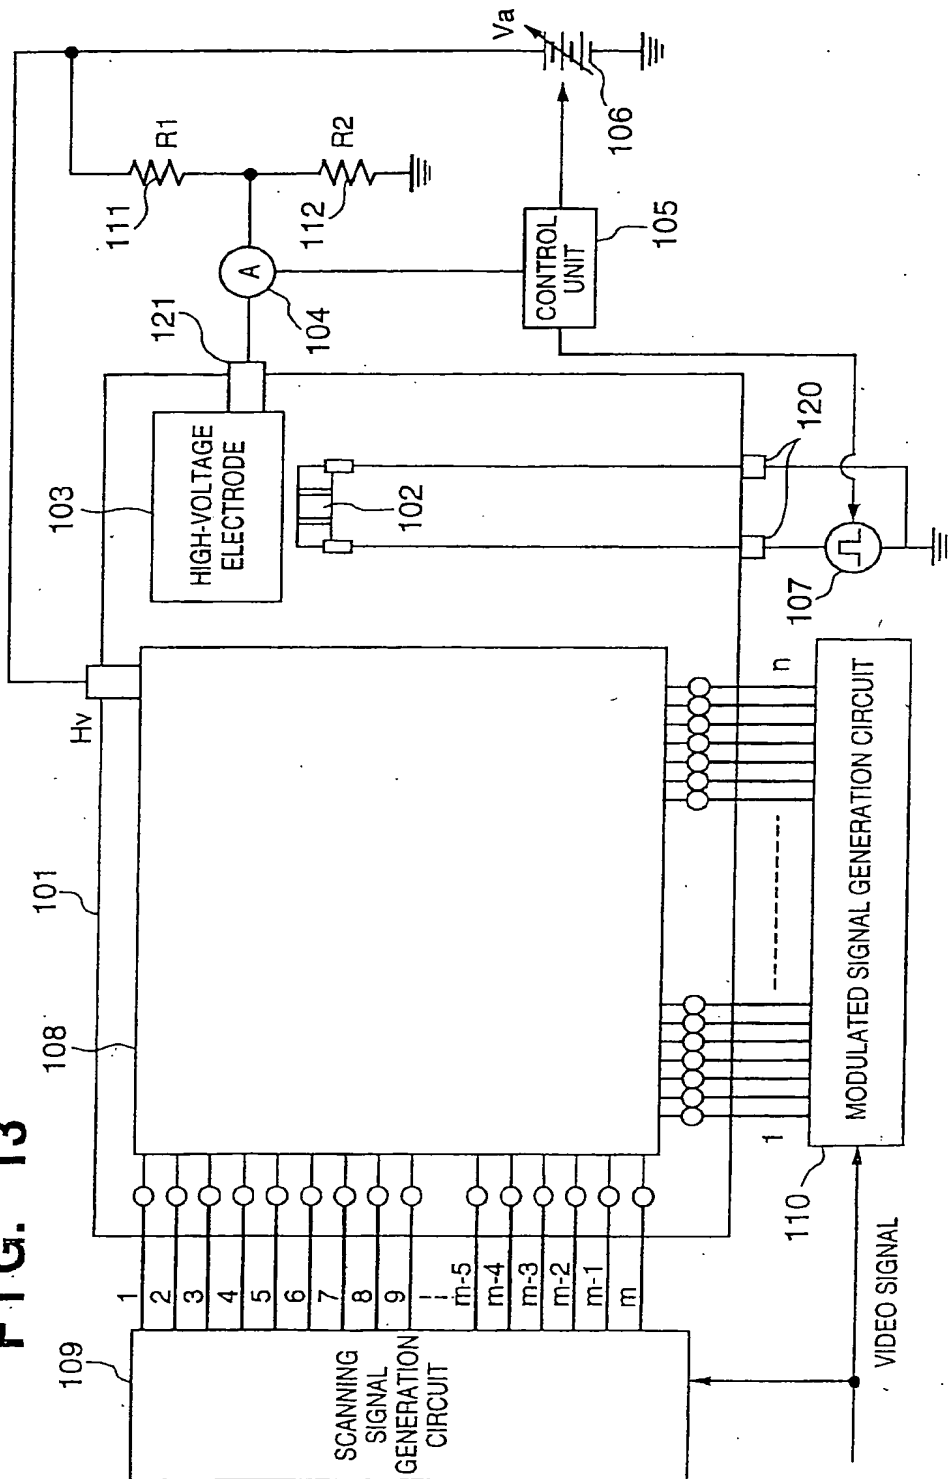 FIG. 13
109
SCANNING
SIGNAL
GENERATION
CIRCUIT
1
2
3
4
5
6
7
8
9
m-5
m-4
m-3
m-2
m-1
m
VIDEO SIGNAL
108
101
Hv
1
n
110
MODULATED SIGNAL GENERATION CIRCUIT
103
HIGH-VOLTAGE
ELECTRODE
102
121
120
107
A
104
111
R1
112
R2
CONTROL
UNIT
105
Va
106